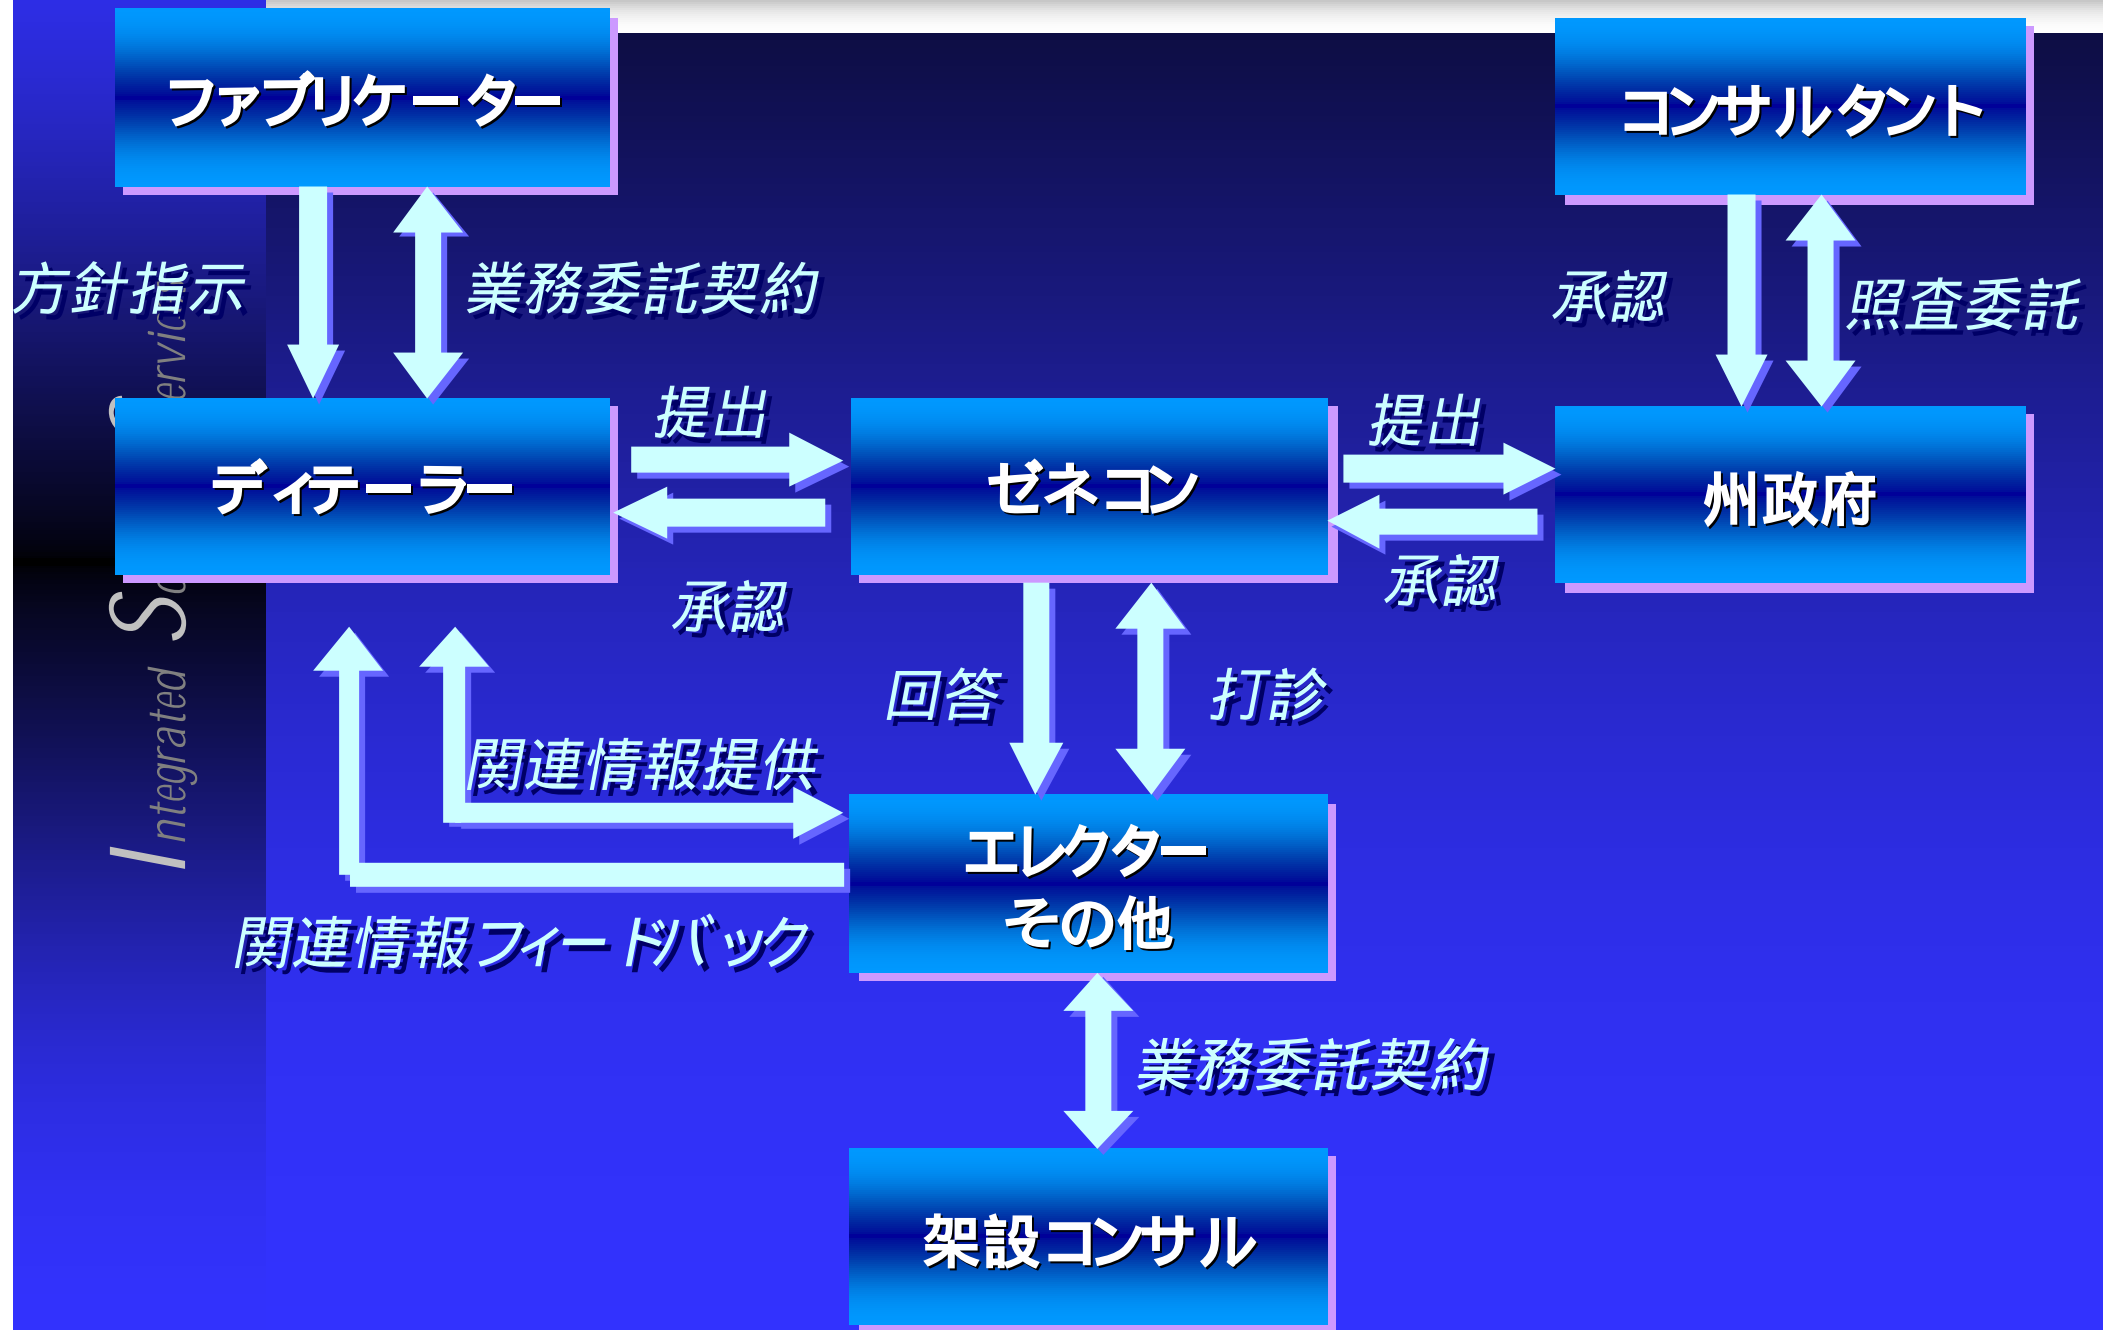 ファブリケーター
コンサルタント
方針指示
業務委託契約
承認
照査委託
提出
提出
ディテーラー
ゼネコン
州政府
承認
承認
回答
打診
関連情報提供
エレクター
その他
関連情報フィードバック
業務委託契約
架設コンサル
Integrated